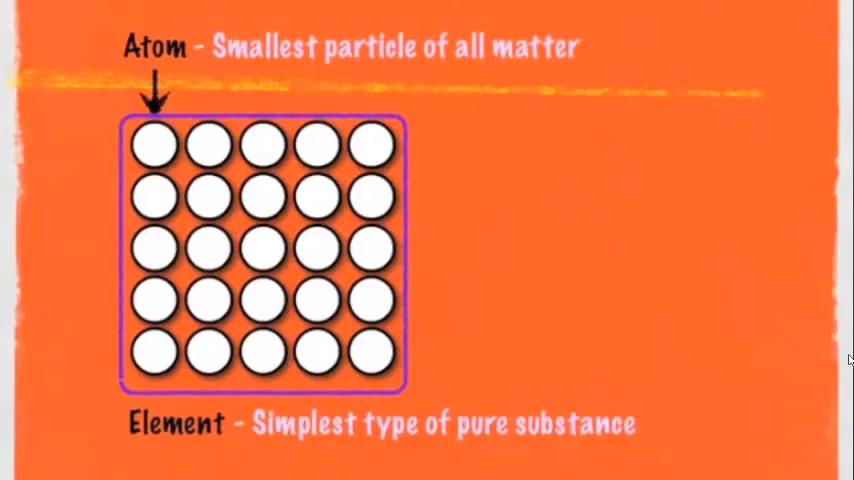 Atom - Smallest particle of all matter
Element - Simplest type of pure substance